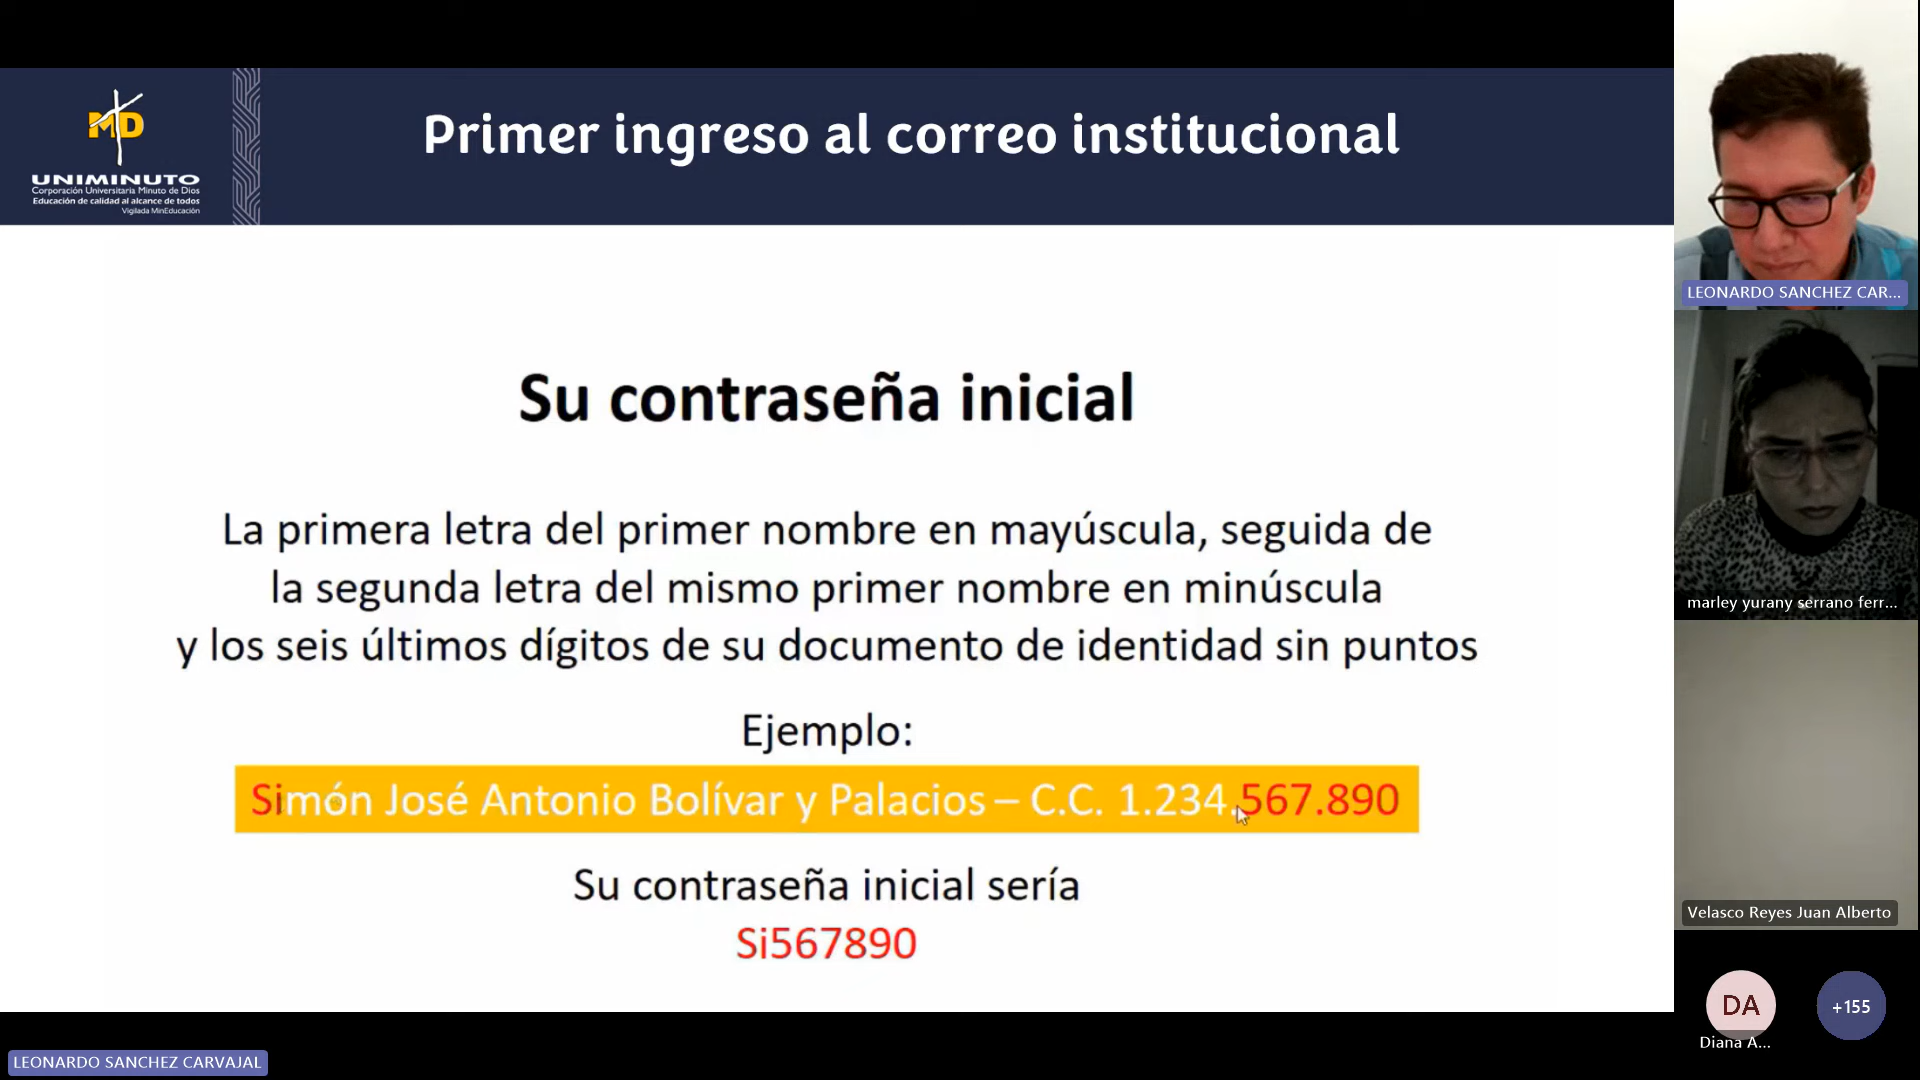 MD
UNIMINUTO
Corporación Universitaria Minuto de Dios
Educación de calidad al alcance de todos
Vigilada MinEducación
Primer ingreso al correo institucional
Su contraseña inicial
La primera letra del primer nombre en mayúscula, seguida de
la segunda letra del mismo primer nombre en minúscula
y los seis últimos dígitos de su documento de identidad sin puntos
Ejemplo:
Simón José Antonio Bolívar y Palacios – C.C. 1.234.567.890
Su contraseña inicial sería
Si567890
LEONARDO SANCHEZ CARVAJAL
LEONARDO SANCHEZ CAR...
marley yurany serrano ferr...
Velasco Reyes Juan Alberto
DA
+155
Diana A...